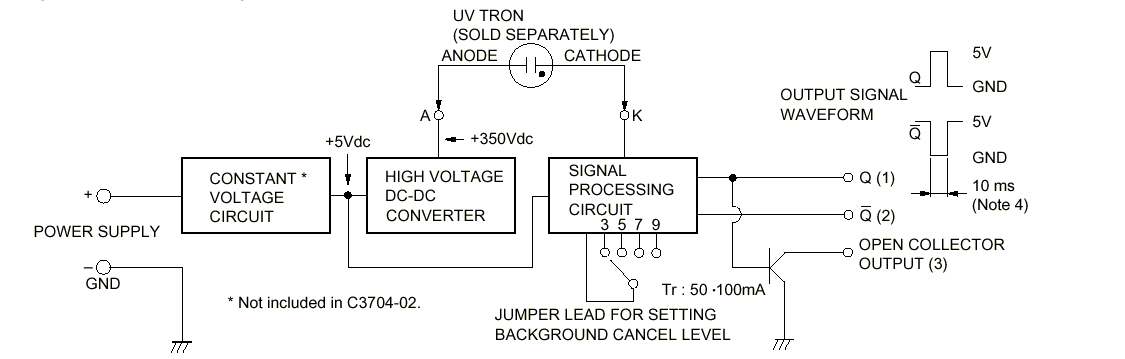 UV TRON
(SOLD SEPARATELY)
ANODE
CATHODE
A
K
+350Vdc
+5Vdc
OUTPUT SIGNAL
WAVEFORM
Q
5V
GND
Q̅
5V
GND
10 ms
(Note 4)
CONSTANT *
VOLTAGE
CIRCUIT
HIGH VOLTAGE
DC-DC
CONVERTER
SIGNAL
PROCESSING
CIRCUIT
3 5 7 9
+
POWER SUPPLY
–
GND
Q (1)
Q̅ (2)
OPEN COLLECTOR
OUTPUT (3)
Tr : 50 ·100mA
* Not included in C3704-02.
JUMPER LEAD FOR SETTING
BACKGROUND CANCEL LEVEL